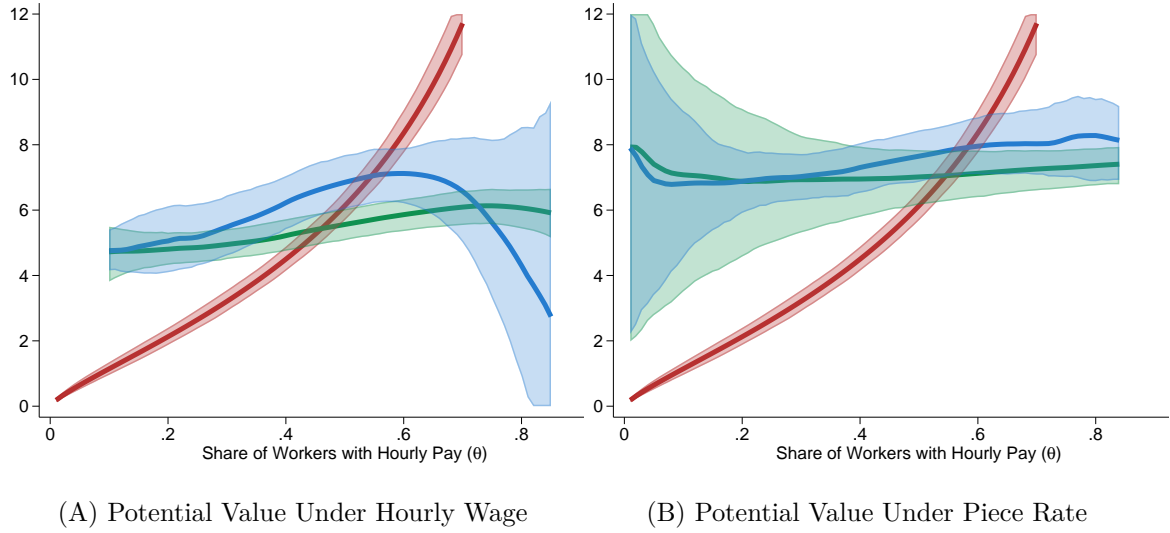 12
10
8
6
4
2
0
0 .2 .4 .6 .8
Share of Workers with Hourly Pay (θ)
(A) Potential Value Under Hourly Wage
12
10
8
6
4
2
0
0 .2 .4 .6 .8
Share of Workers with Hourly Pay (θ)
(B) Potential Value Under Piece Rate